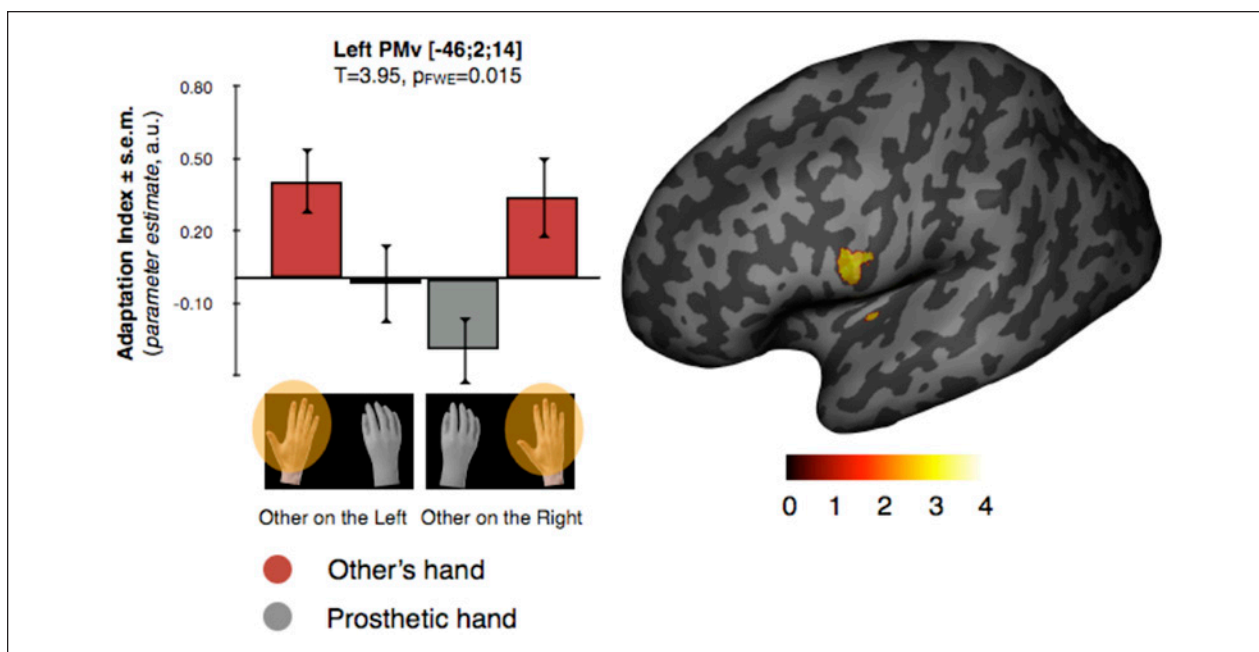 Left PMv [-46;2;14]
T=3.95, pFWE=0.015
Adaptation Index ± s.e.m.
(parameter estimate, a.u.)
0.80
0.50
0.20
-0.10
Other on the Left
Other on the Right
Other's hand
Prosthetic hand
0 1 2 3 4